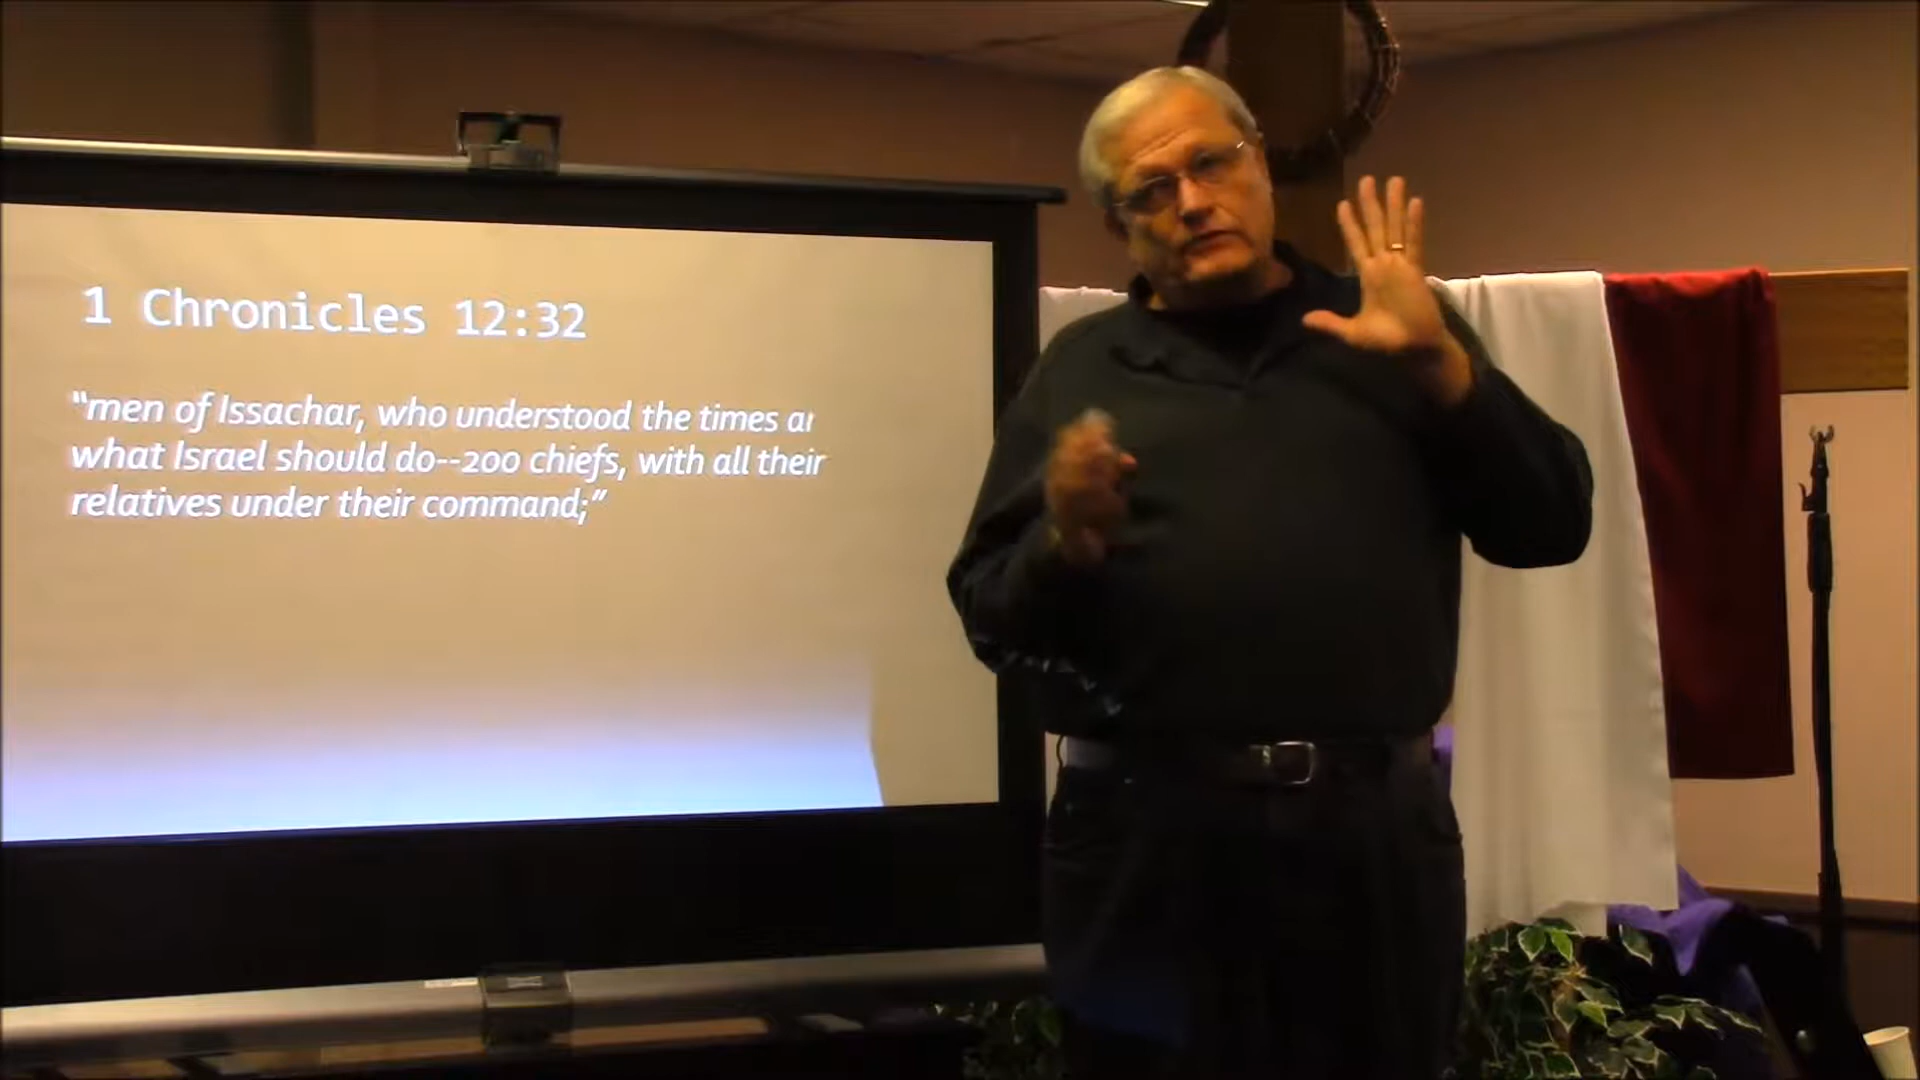 1 Chronicles 12:32
“men of Issachar, who understood the times
what Israel should do--200 chiefs, with all their
relatives under their command;”